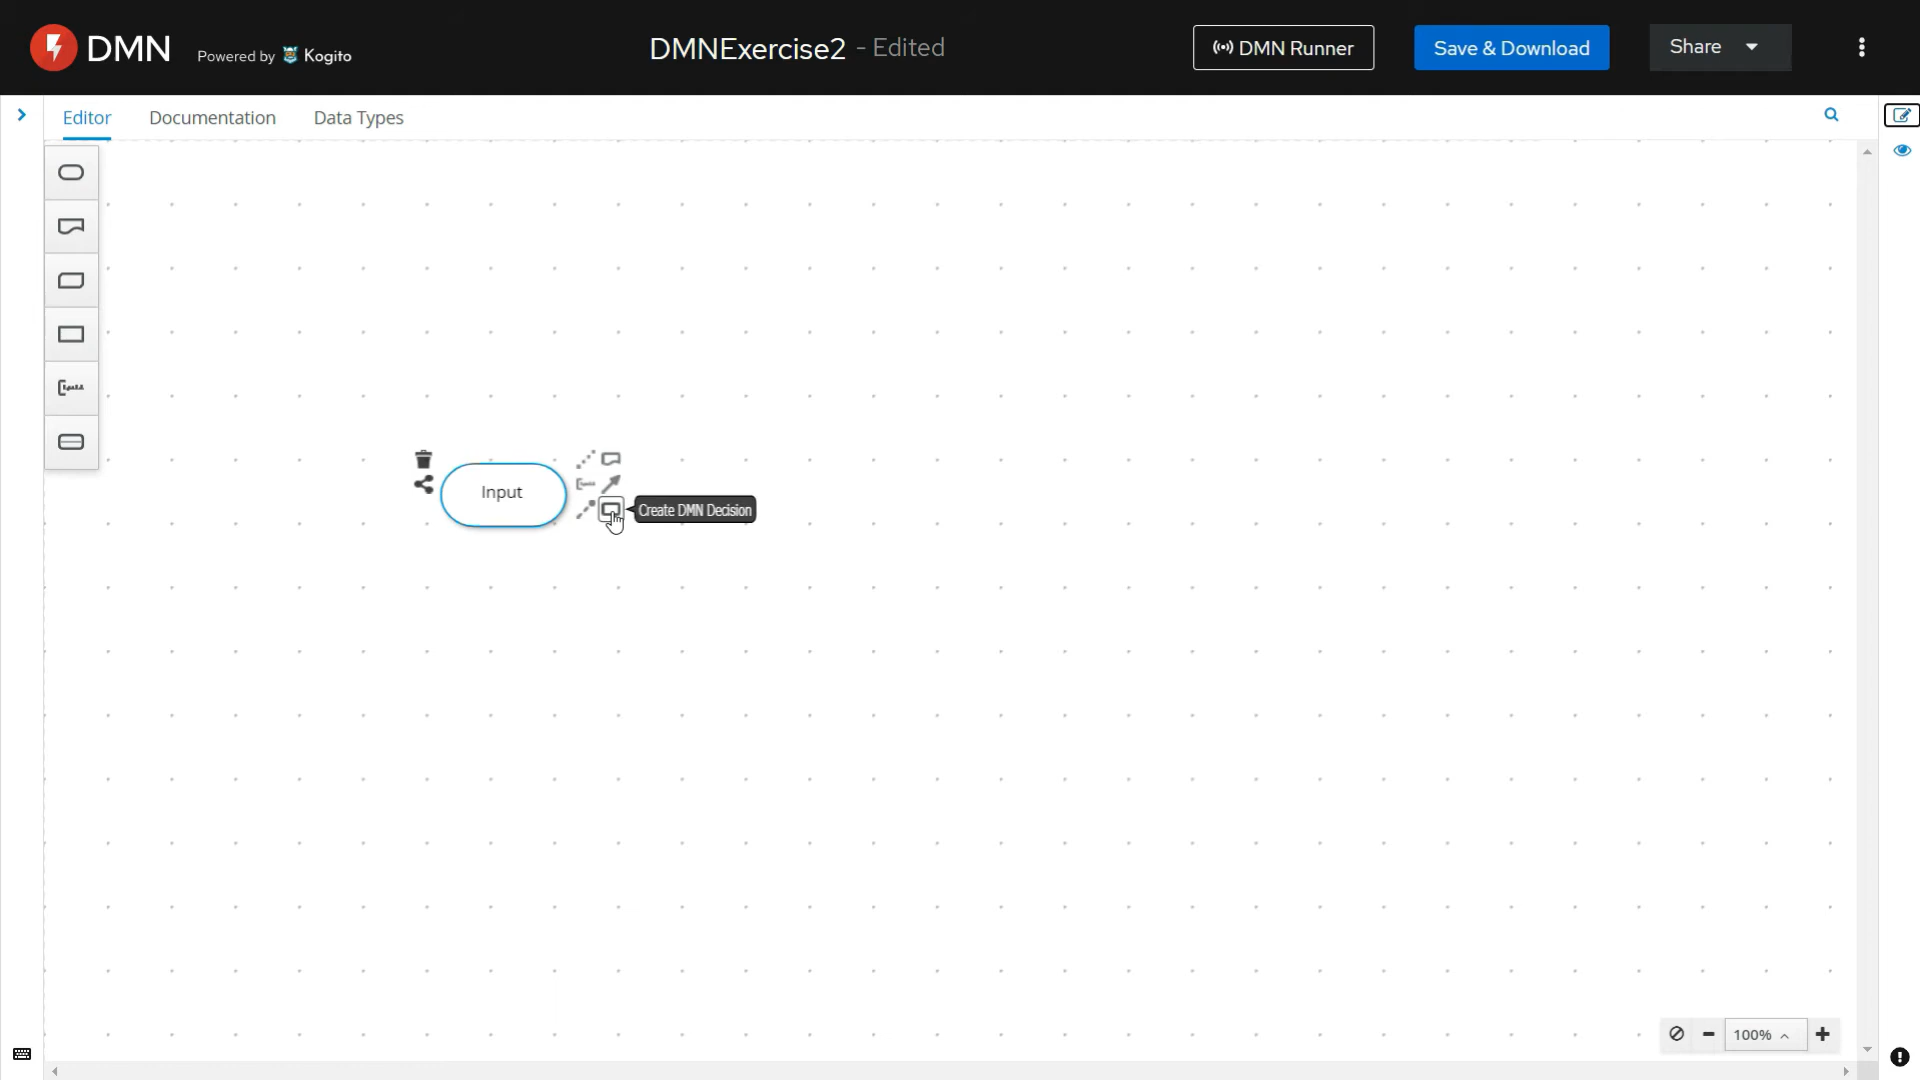 DMN Powered by Kogito
DMNExercise2 - Edited
DMN Runner
Save & Download
Share
Editor
Documentation
Data Types
Input
Create DMN Decision
100%